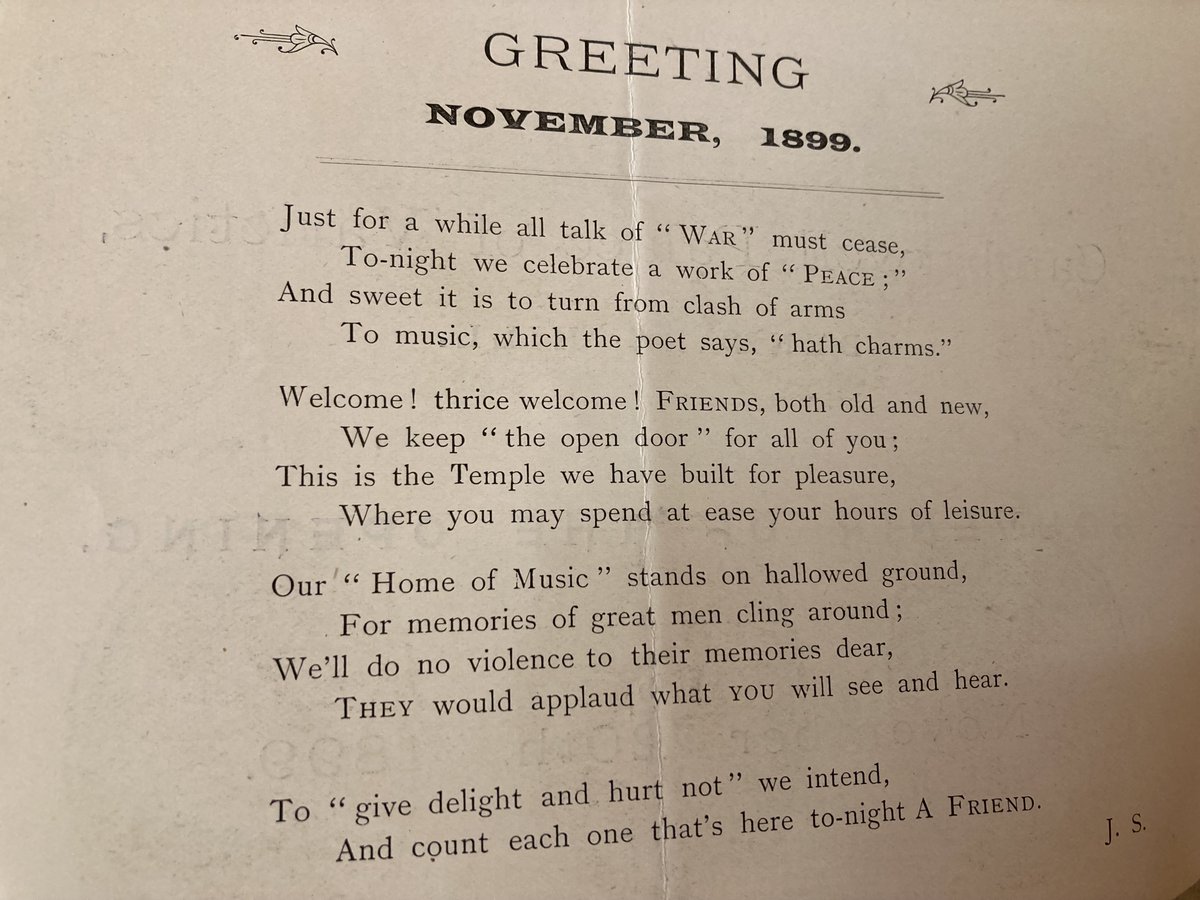 GREETING
NOVEMBER, 1899.
Just for a while all talk of “WAR” must cease,
To-night we celebrate a work of “PEACE;”
And sweet it is to turn from clash of arms
To music, which the poet says, “hath charms.”
Welcome! thrice welcome! FRIENDS, both old and new,
We keep “the open door” for all of you;
This is the Temple we have built for pleasure,
Where you may spend at ease your hours of leisure.
Our “Home of Music” stands on hallowed ground,
For memories of great men cling around;
We'll do no violence to their memories dear,
THEY would applaud what YOU will see and hear.
To “give delight and hurt not” we intend,
And count each one that's here to-night A FRIEND.
J. S.